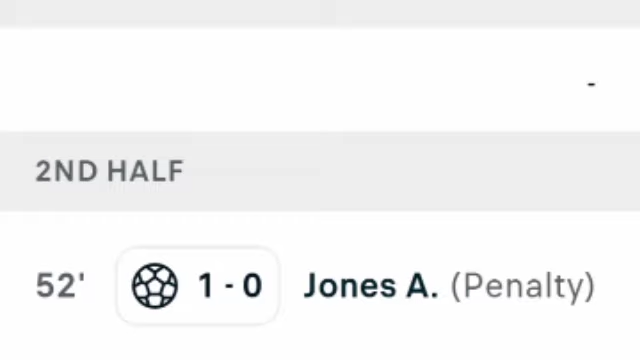 -
2ND HALF
52' 1 - 0 Jones A. (Penalty)